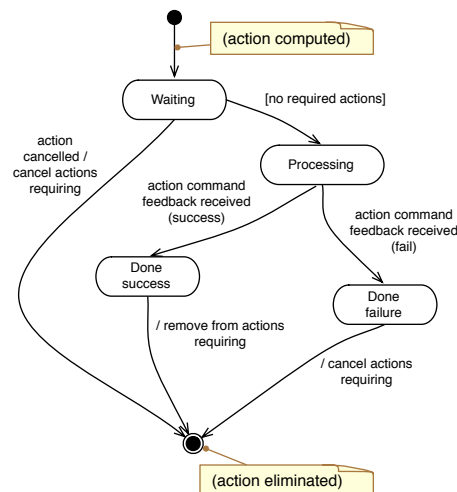 (action computed)
Waiting
[no required actions]
action
cancelled /
cancel actions
requiring
Processing
action command
feedback received
(success)
action command
feedback received
(fail)
Done
success
Done
failure
/ remove from actions
requiring
/ cancel actions
requiring
(action eliminated)